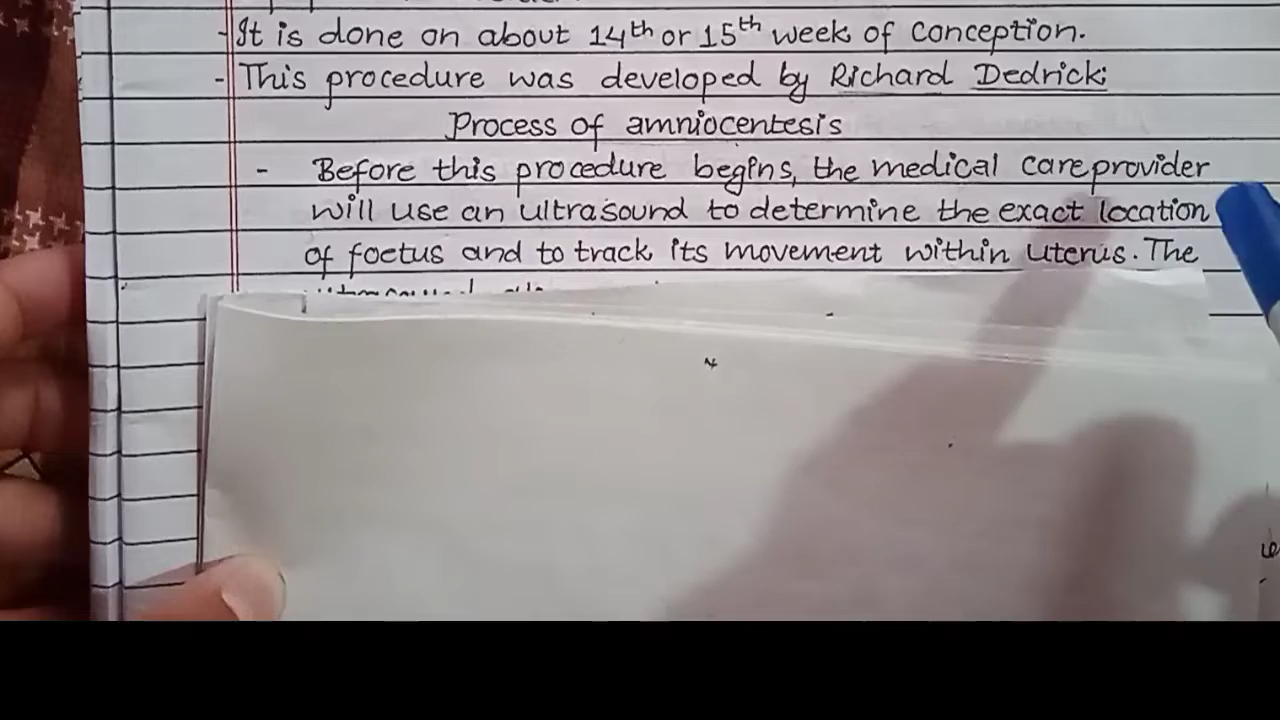 -It is done on about 14th or 15th week of conception.
- This procedure was developed by Richard Dedrick:
Process of amniocentesis
- Before this procedure begins, the medical care provider
will use an ultrasound to determine the exact location
of foetus and to track its movement within uterus. The